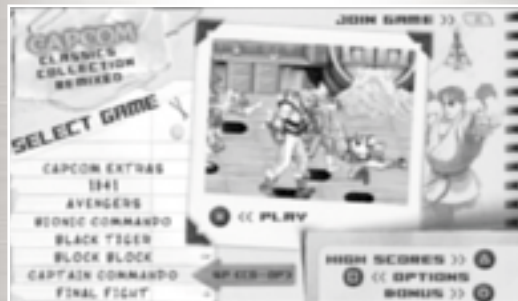 JOIN GAME >>
CAPCOM
CLASSICS
COLLECTION
REMIXED
SELECT GAME
CAPCOM EXTRAS
1941
AVENGERS
BIONIC COMMANDO
BLACK TIGER
BLOCK BLOCK
CAPTAIN COMMANDO
FINAL FIGHT
<< PLAY
HIGH SCORES >>
<< OPTIONS
BONUS >>